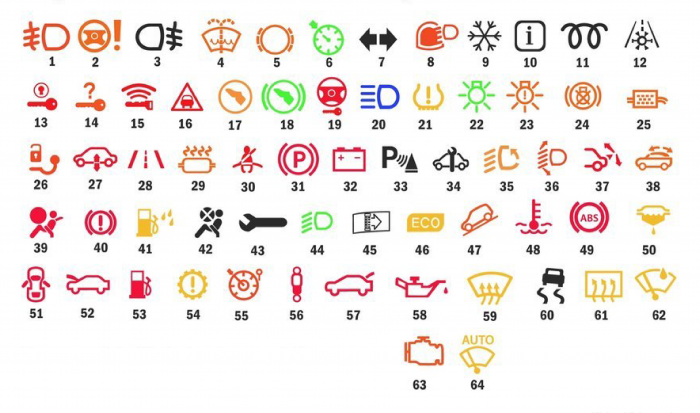 ! 
1 2 3 4 5 6 7 8 9 10 11 12
i
? !
13 14 15 16 17 18 19 20 21 22 23 24 25
P - + P
26 27 28 29 30 31 32 33 34 35 36 37 38
! ECO ABS
39 40 41 42 43 44 45 46 47 48 49 50
!
51 52 53 54 55 56 57 58 59 60 61 62
AUTO
63 64